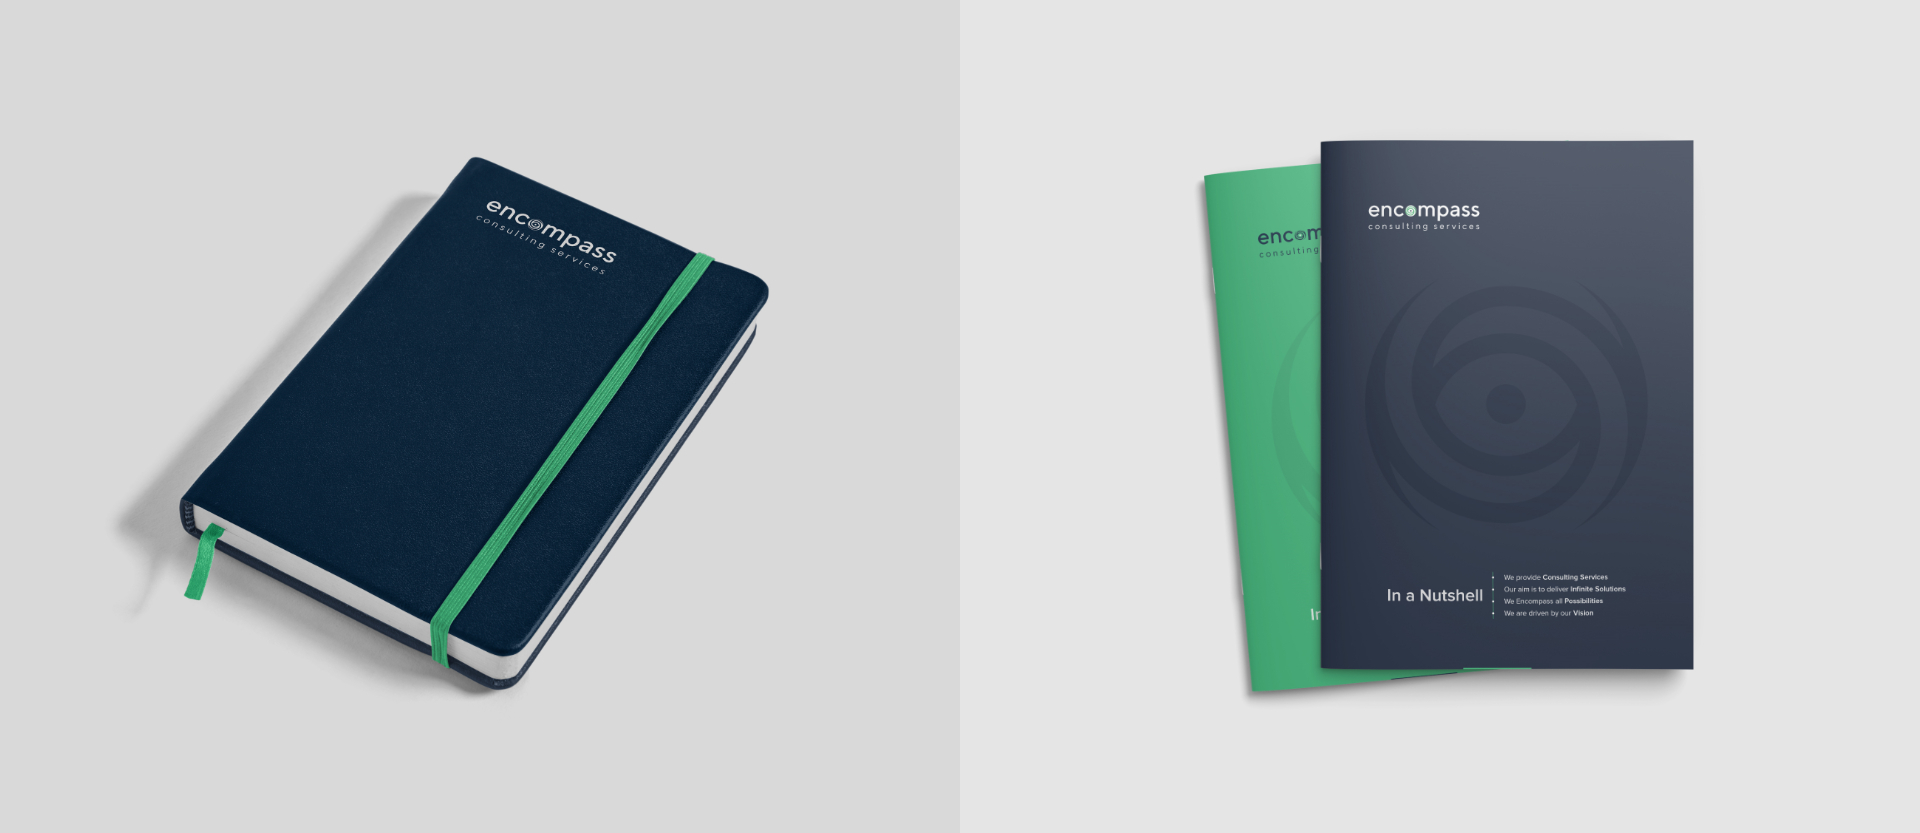 encompass
consulting services
encom
consulting
In
encompass
consulting services
In a Nutshell
We provide Consulting Services
Our aim is to deliver Infinite Solutions
We Encompass all Possibilities
We are driven by our Vision